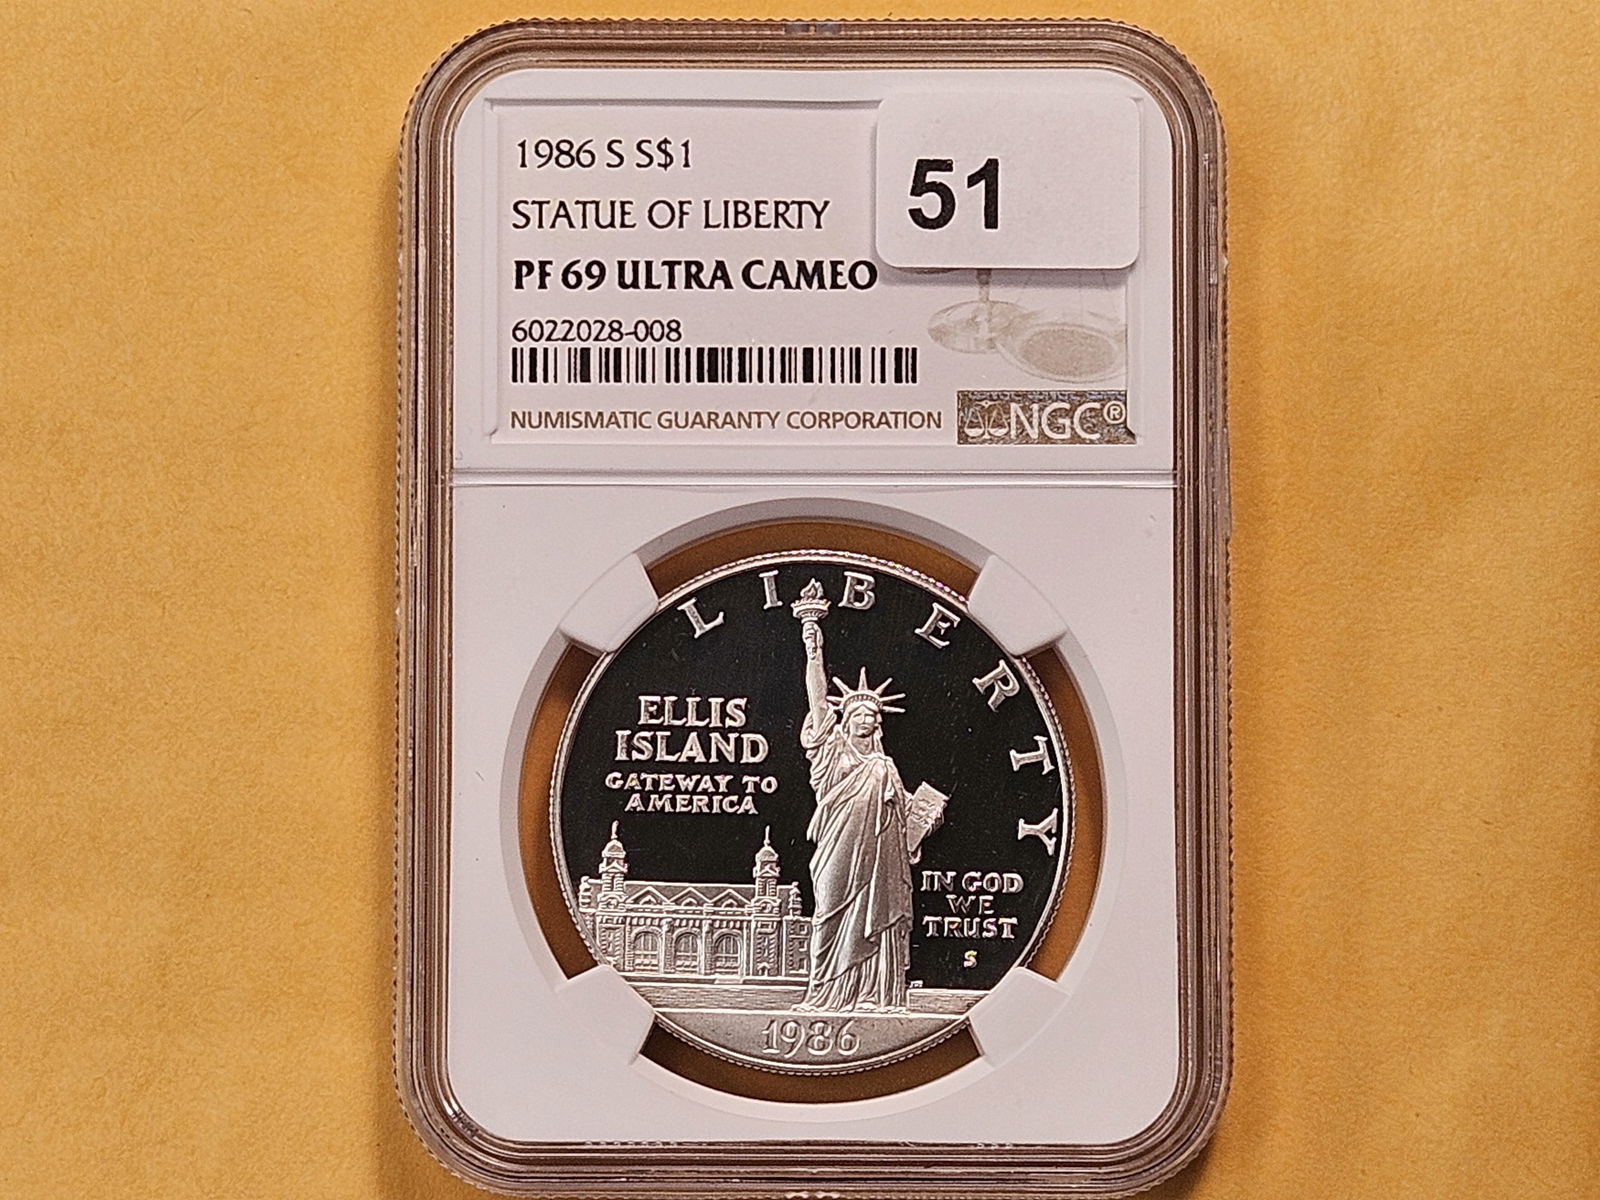 1986 S S$1
STATUE OF LIBERTY
PF 69 ULTRA CAMEO
6022028-008
NUMISMATIC GUARANTY CORPORATION
NGC®
51
LIBERTY
ELLIS
ISLAND
GATEWAY TO
AMERICA
IN GOD
WE
TRUST
S
1986